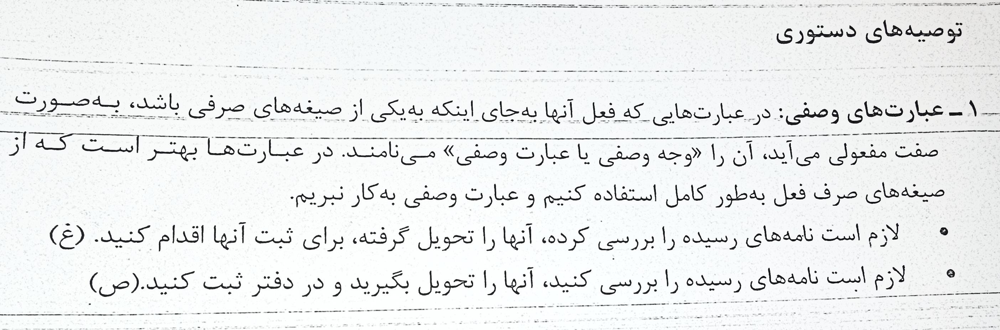 توصیه‌های دستوری
۱ ـ عبارت‌های وصفی: در عبارت‌هایی که فعل آنها به‌جای اینکه به‌یکی از صیغه‌های صرفی باشد، به‌صورت
صفت مفعولی می‌آید، آن را «وجه وصفی یا عبارت وصفی» می‌نامند. در عبارت‌ها بهتر است که از
صیغه‌های صرف فعل به‌طور کامل استفاده کنیم و عبارت وصفی به‌کار نبریم.
• لازم است نامه‌های رسیده را بررسی کرده، آنها را تحویل گرفته، برای ثبت آنها اقدام کنید. (غ)
• لازم است نامه‌های رسیده را بررسی کنید، آنها را تحویل بگیرید و در دفتر ثبت کنید.(ص)